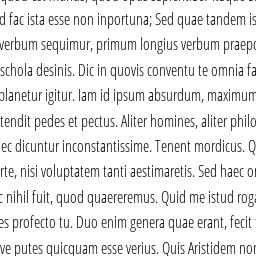 d fac ista esse non inportuna; Sed quae tandem is
verbum sequimur, primum longius verbum praepo
schola desinis. Dic in quovis conventu te omnia fa
planetur igitur. Iam id ipsum absurdum, maximum
tendit pedes et pectus. Aliter homines, aliter philo
ec dicuntur inconstantissime. Tenent mordicus. Q
rte, nisi voluptatem tanti aestimaretis. Sed haec or
c nihil fuit, quod quaereremus. Quid me istud roga
es profecto tu. Duo enim genera quae erant, fecit
ve putes quicquam esse verius. Quis Aristidem non